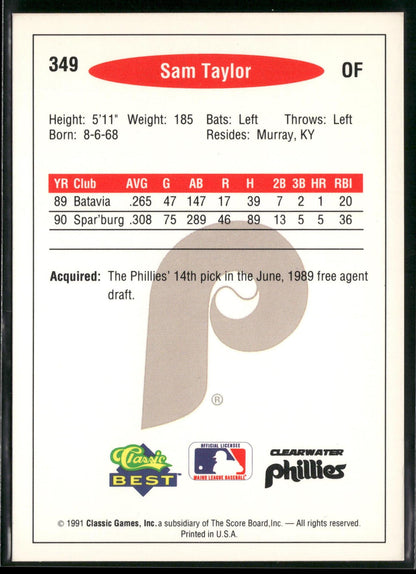 349 Sam Taylor OF
Height: 5'11" Weight: 185 Bats: Left Throws: Left
Born: 8-6-68 Resides: Murray, KY
YR Club AVG G AB R H 2B 3B HR RBI
89 Batavia .265 47 147 17 39 7 2 1 20
90 Spar'burg .308 75 289 46 89 13 5 5 36
Acquired: The Phillies' 14th pick in the June, 1989 free agent
draft.
P
®
Classic
BEST
OFFICIAL LICENSEE
MAJOR LEAGUE BASEBALL
CLEARWATER
phillies
© 1991 Classic Games, Inc. a subsidiary of The Score Board,Inc. — All rights reserved.
Printed in U.S.A.